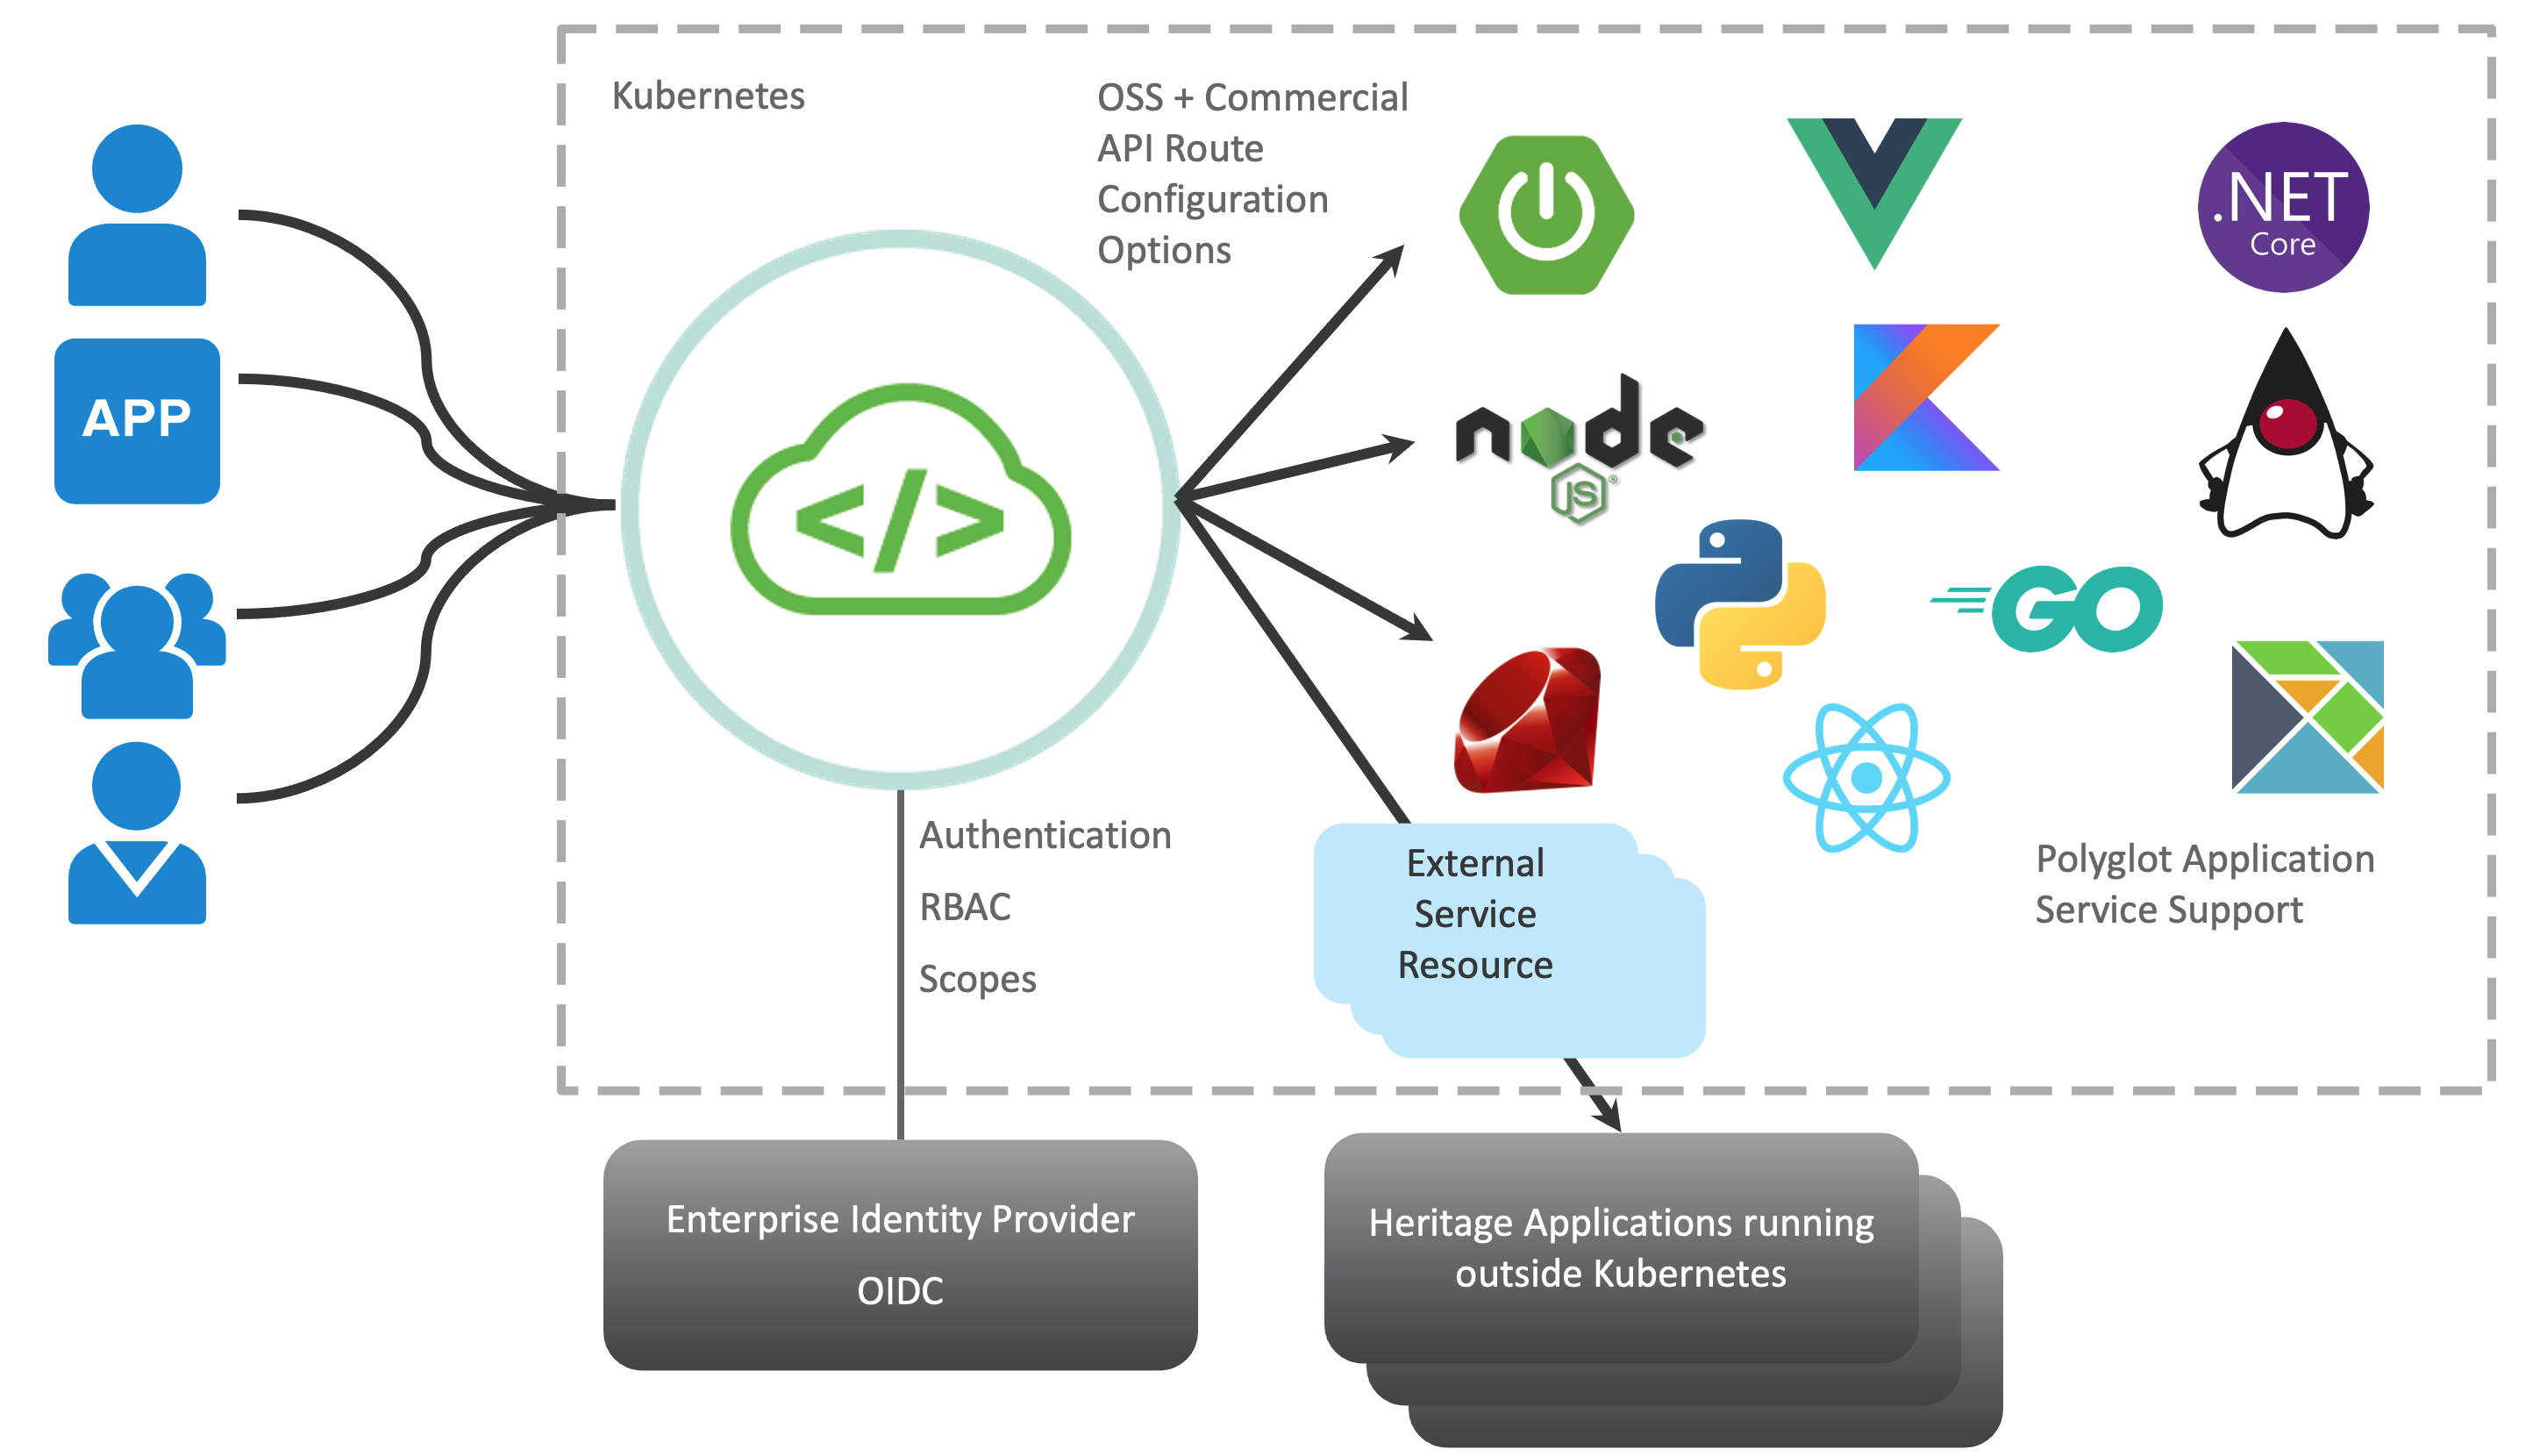 Kubernetes
OSS + Commercial
API Route
Configuration
Options
.NET
Core
APP
node
JS
®
</>
GO
Authentication
RBAC
Scopes
External
Service
Resource
Polyglot Application
Service Support
Enterprise Identity Provider
OIDC
Heritage Applications running
outside Kubernetes